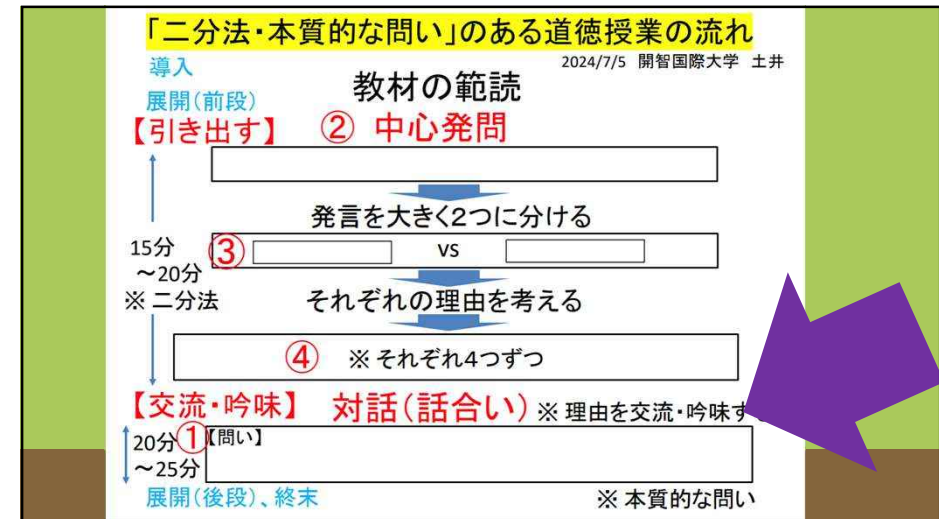 「二分法・本質的な問い」のある道徳授業の流れ
2024/7/5 開智国際大学 土井
導入
教材の範読
展開(前段)
【引き出す】 ② 中心発問
発言を大きく2つに分ける
③ vs
15分
～20分
※ 二分法
それぞれの理由を考える
④ ※ それぞれ4つずつ
【交流・吟味】 対話(話合い) ※ 理由を交流・吟味す
①【問い】
20分
～25分
展開(後段)、終末
※ 本質的な問い